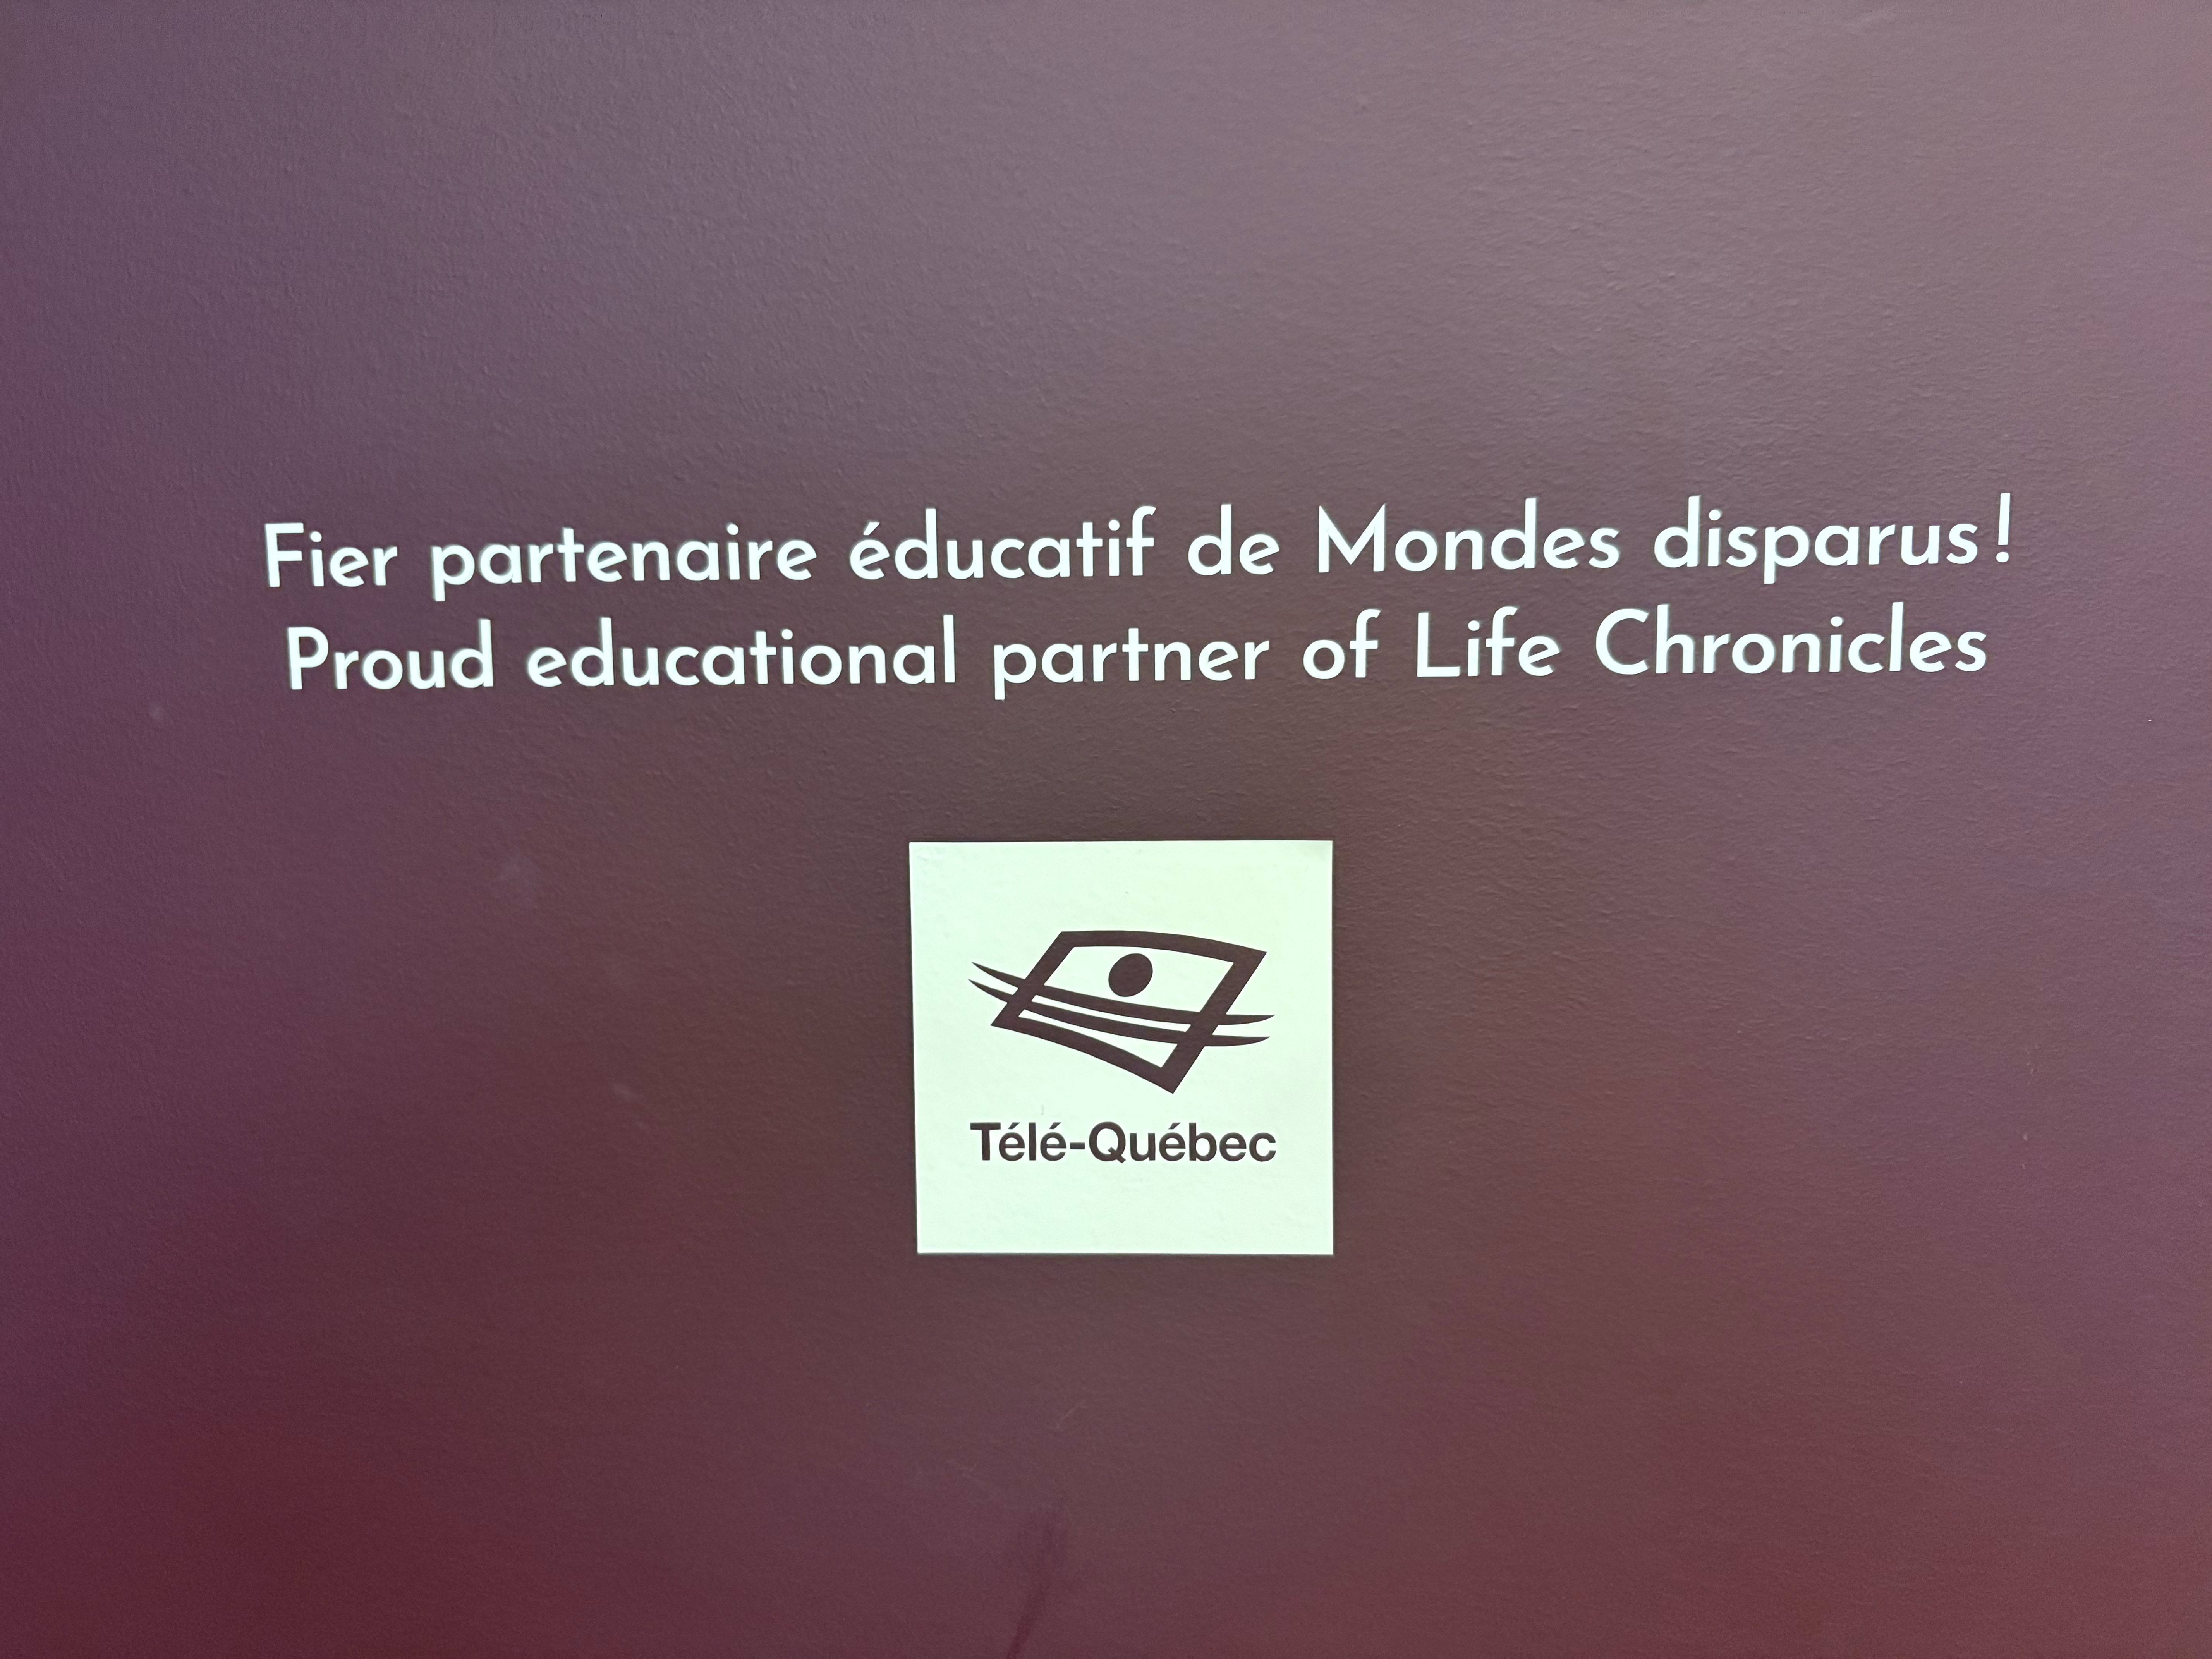 Fier partenaire éducatif de Mondes disparus !
Proud educational partner of Life Chronicles
Télé-Québec